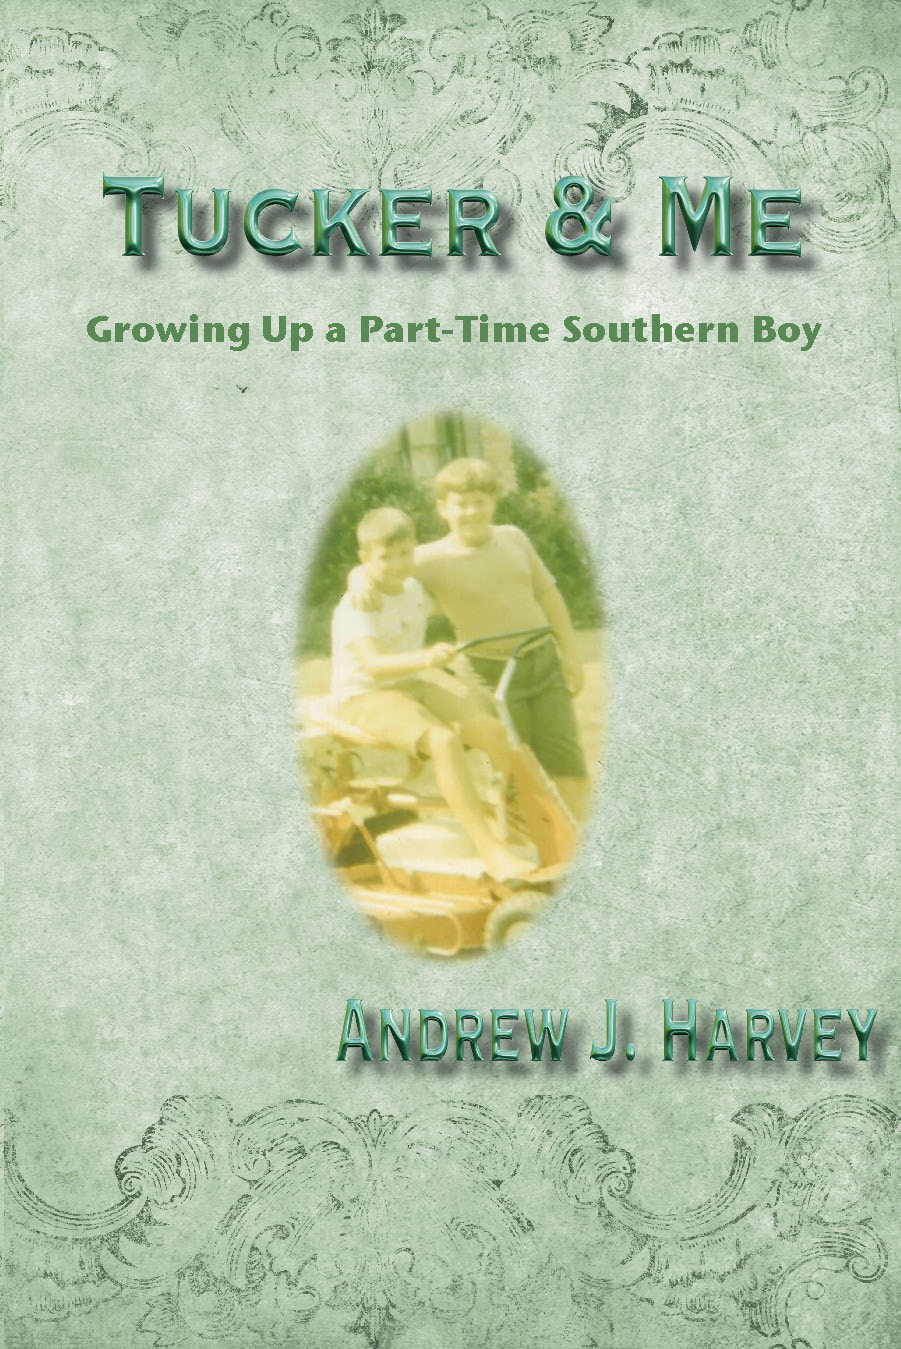 Tucker & Me
Growing Up a Part-Time Southern Boy
Andrew J. Harvey